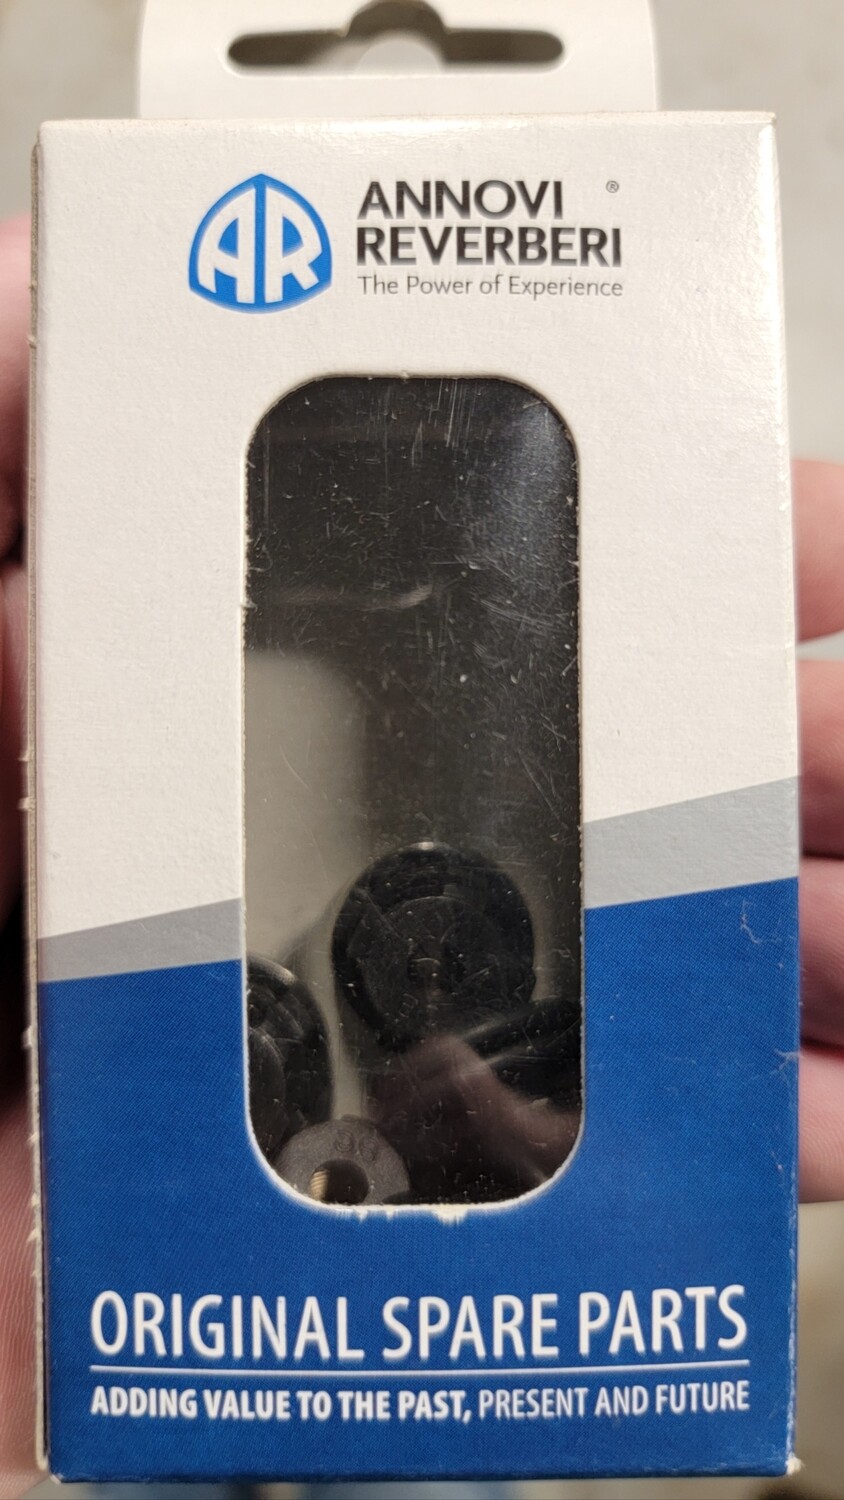 AR
ANNOVI ®
REVERBERI
The Power of Experience
ORIGINAL SPARE PARTS
ADDING VALUE TO THE PAST, PRESENT AND FUTURE